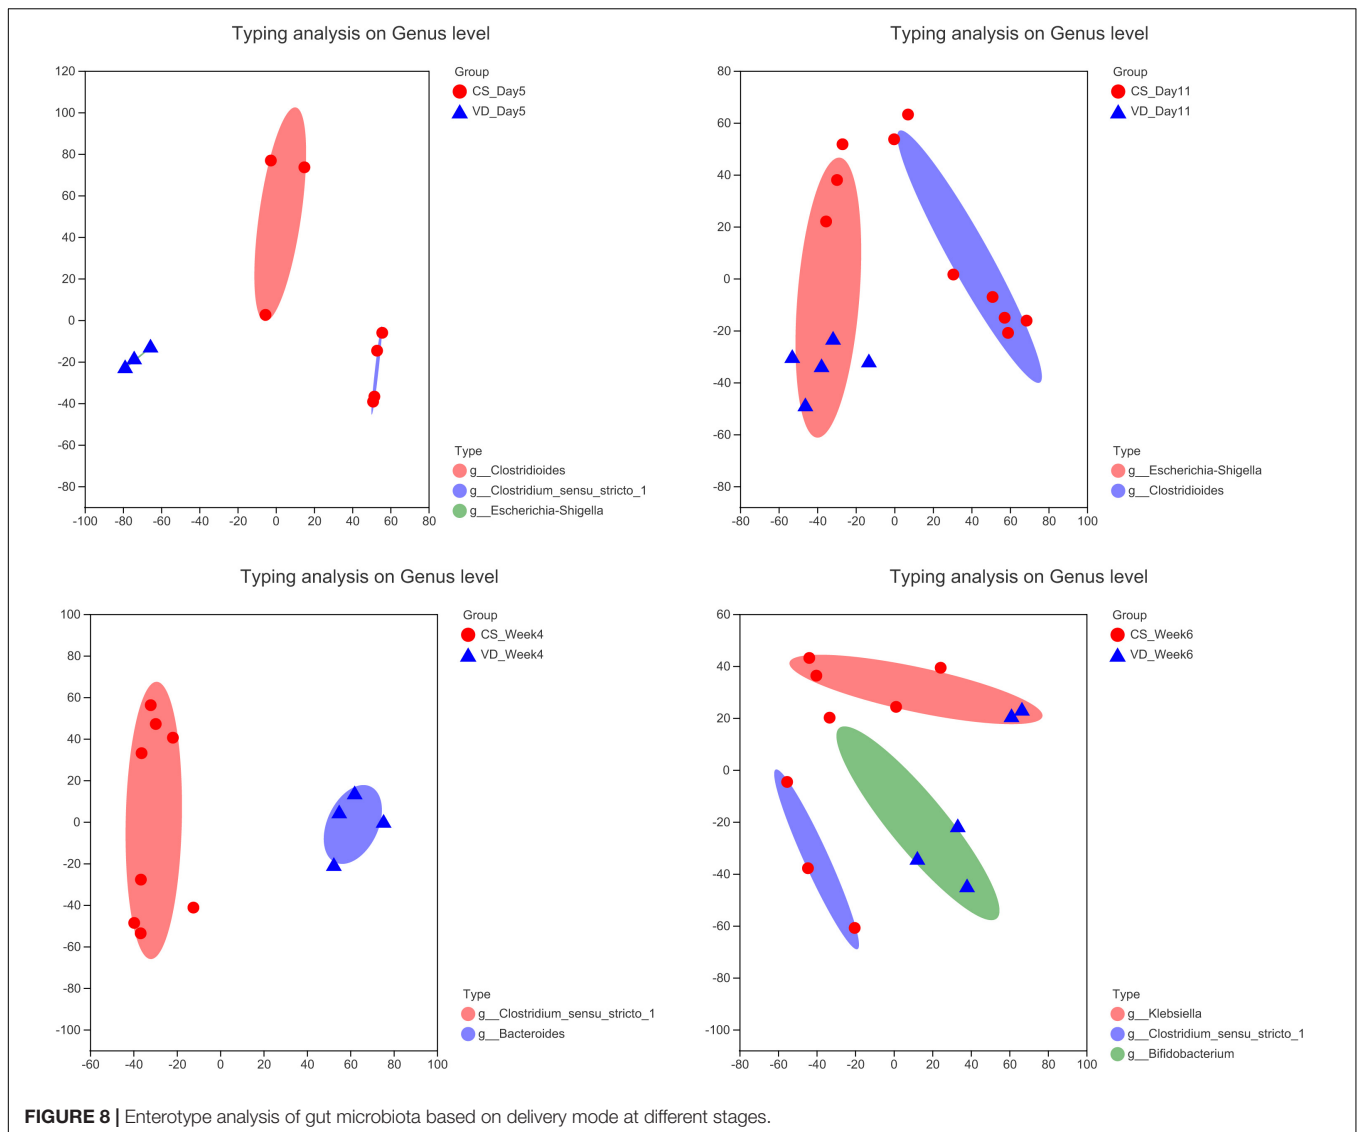 Typing analysis on Genus level
120
100
80
60
40
20
0
-20
-40
-60
-80
-100 -80 -60 -40 -20 0 20 40 60 80
Group
CS_Day5
VD_Day5
Type
g__Clostridioides
g__Clostridium_sensu_stricto_1
g__Escherichia-Shigella
Typing analysis on Genus level
80
60
40
20
0
-20
-40
-60
-80
-80 -60 -40 -20 0 20 40 60 80 100
Group
CS_Day11
VD_Day11
Type
g__Escherichia-Shigella
g__Clostridioides
Typing analysis on Genus level
100
80
60
40
20
0
-20
-40
-60
-80
-100
-60 -40 -20 0 20 40 60 80 100
Group
CS_Week4
VD_Week4
Type
g__Clostridium_sensu_stricto_1
g__Bacteroides
Typing analysis on Genus level
60
40
20
0
-20
-40
-60
-80
-100
-80 -60 -40 -20 0 20 40 60 80 100
Group
CS_Week6
VD_Week6
Type
g__Klebsiella
g__Clostridium_sensu_stricto_1
g__Bifidobacterium
FIGURE 8 | Enterotype analysis of gut microbiota based on delivery mode at different stages.